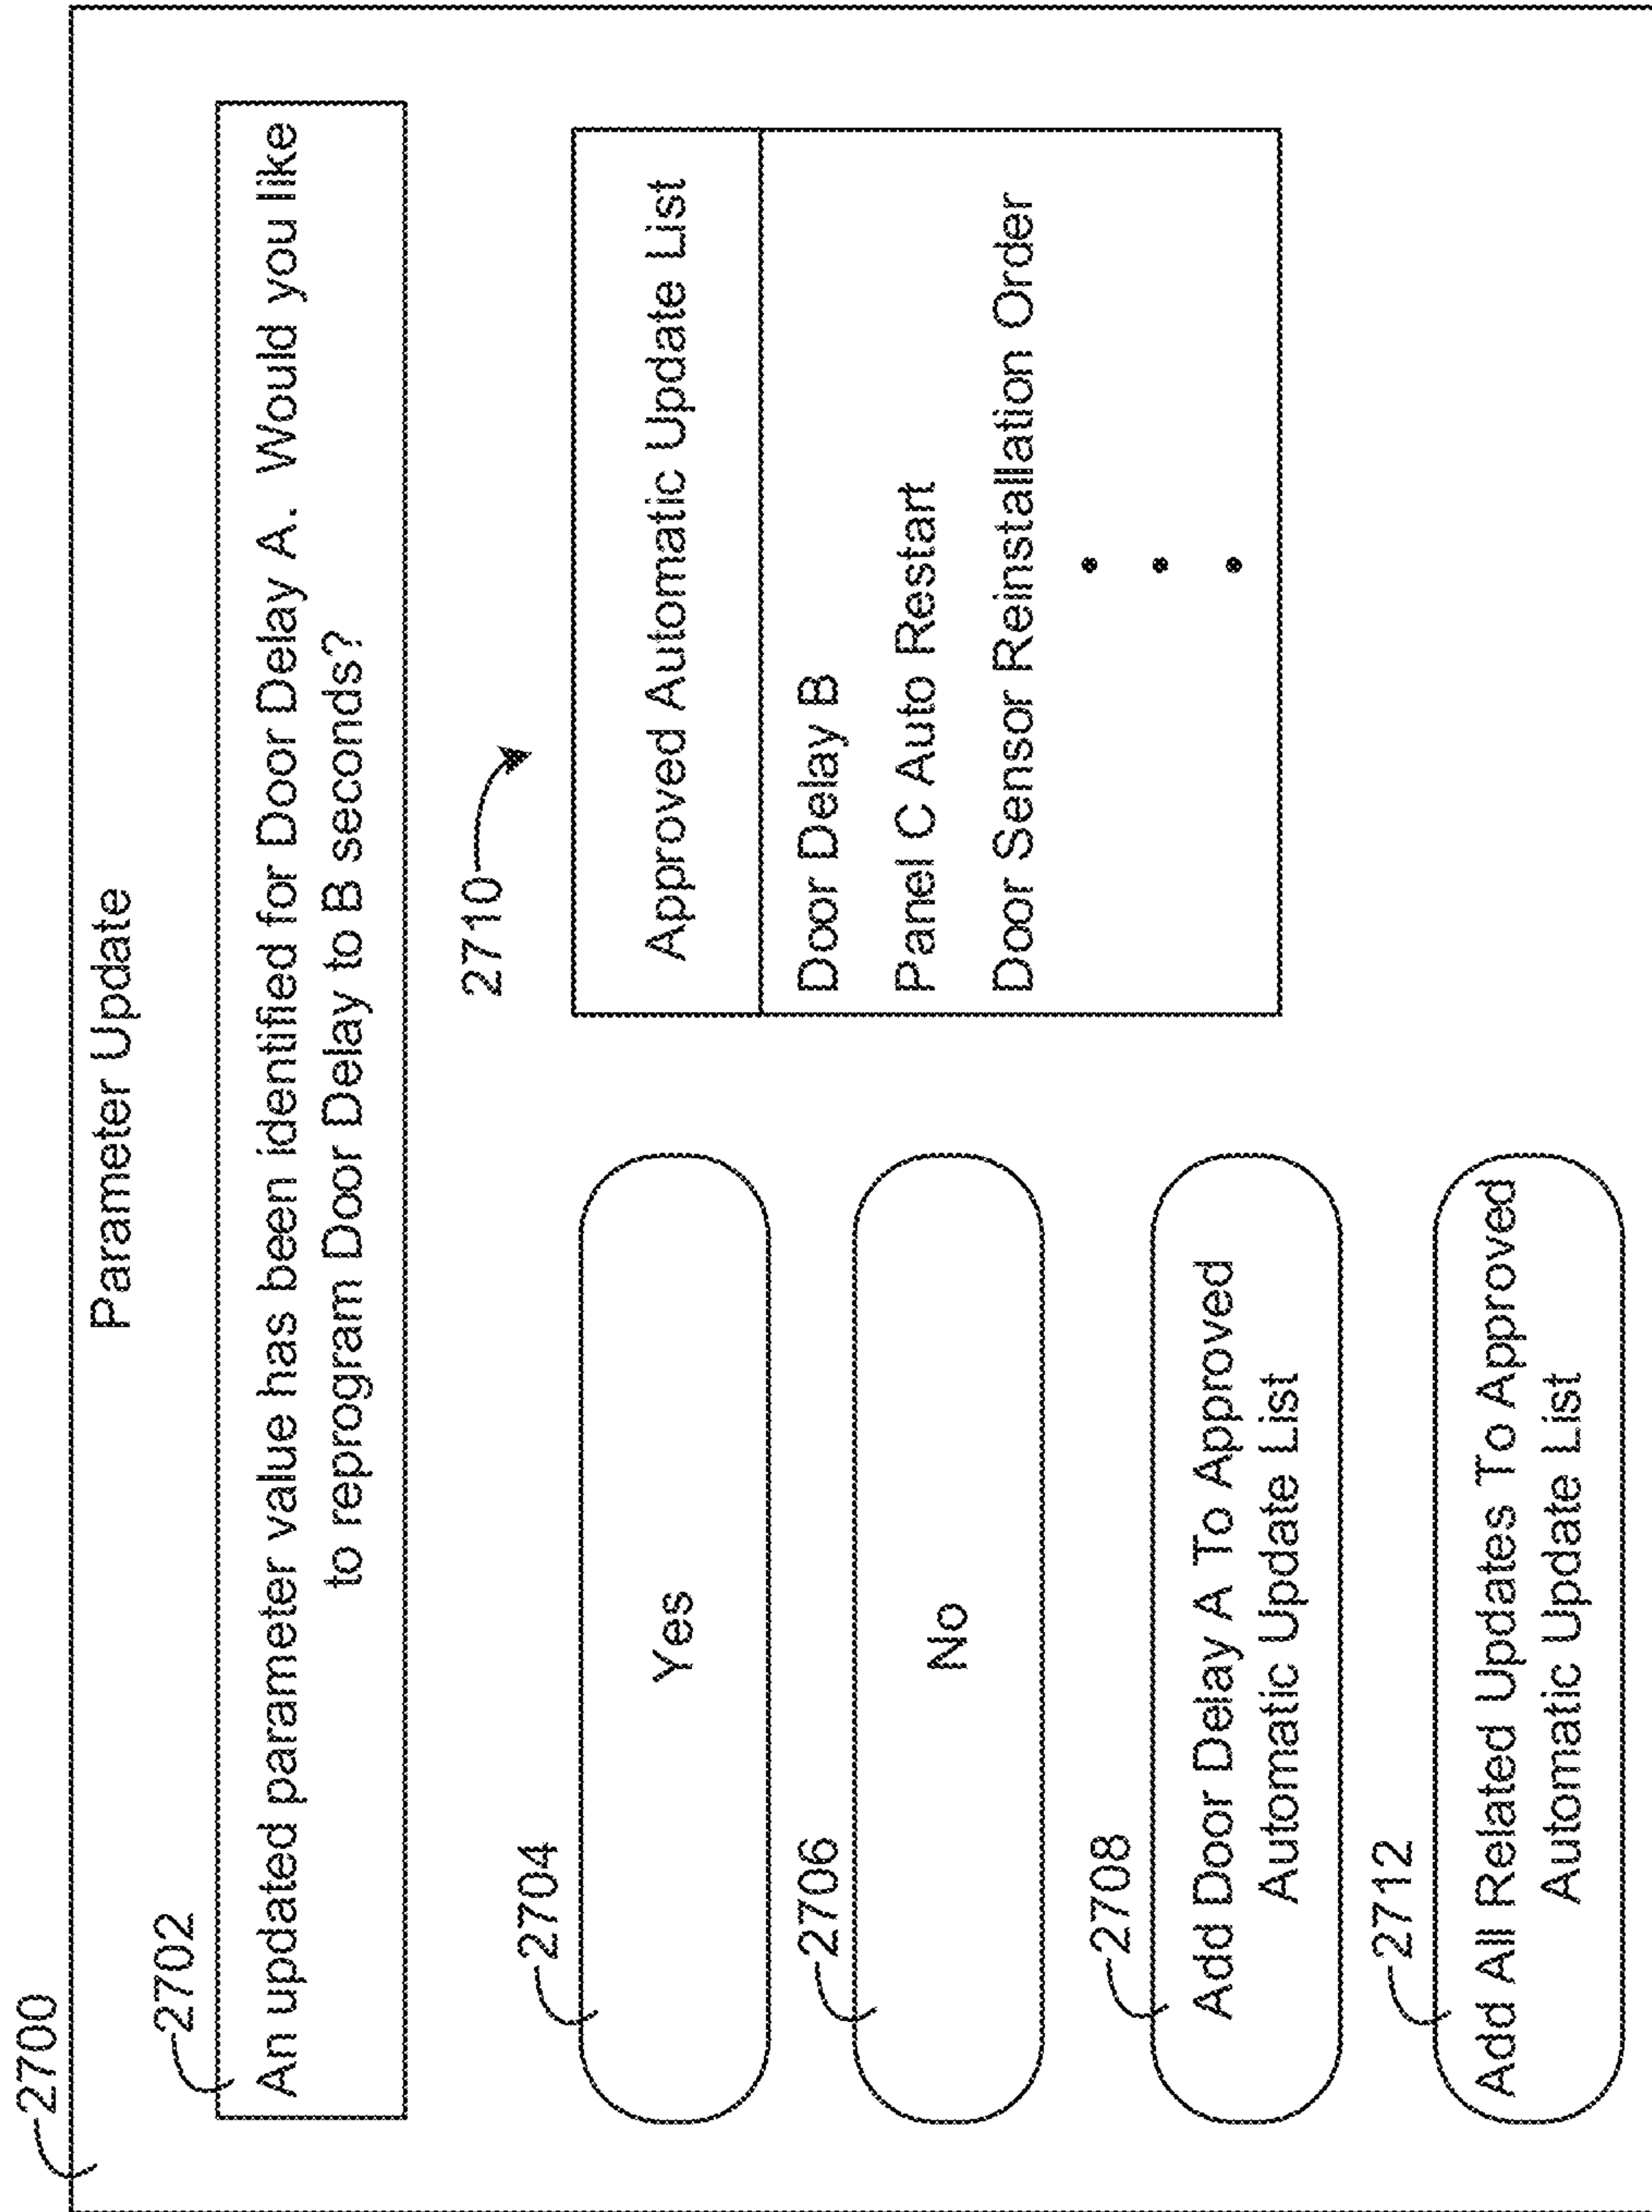 2700
Parameter Update
2702
An updated parameter value has been identified for Door Delay A. Would you like
to reprogram Door Delay to B seconds?
2704
Yes
2706
No
2708
Add Door Delay A To Approved
Automatic Update List
2712
Add All Related Updates To Approved
Automatic Update List
2710
Approved Automatic Update List
Door Delay B
Panel C Auto Restart
Door Sensor Reinstallation Order